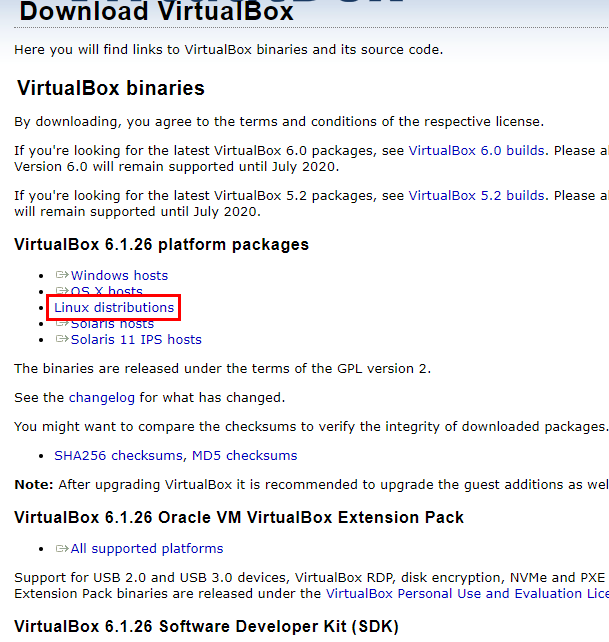 Download VirtualBox
Here you will find links to VirtualBox binaries and its source code.
VirtualBox binaries
By downloading, you agree to the terms and conditions of the respective license.
If you're looking for the latest VirtualBox 6.0 packages, see VirtualBox 6.0 builds. Please
Version 6.0 will remain supported until July 2020.
If you're looking for the latest VirtualBox 5.2 packages, see VirtualBox 5.2 builds. Please
will remain supported until July 2020.
VirtualBox 6.1.26 platform packages
Windows hosts
OS X hosts
Linux distributions
Solaris hosts
Solaris 11 IPS hosts
The binaries are released under the terms of the GPL version 2.
See the changelog for what has changed.
You might want to compare the checksums to verify the integrity of downloaded packages.
SHA256 checksums, MD5 checksums
Note: After upgrading VirtualBox it is recommended to upgrade the guest additions as wel
VirtualBox 6.1.26 Oracle VM VirtualBox Extension Pack
All supported platforms
Support for USB 2.0 and USB 3.0 devices, VirtualBox RDP, disk encryption, NVMe and PXE
Extension Pack binaries are released under the VirtualBox Personal Use and Evaluation Lice
VirtualBox 6.1.26 Software Developer Kit (SDK)